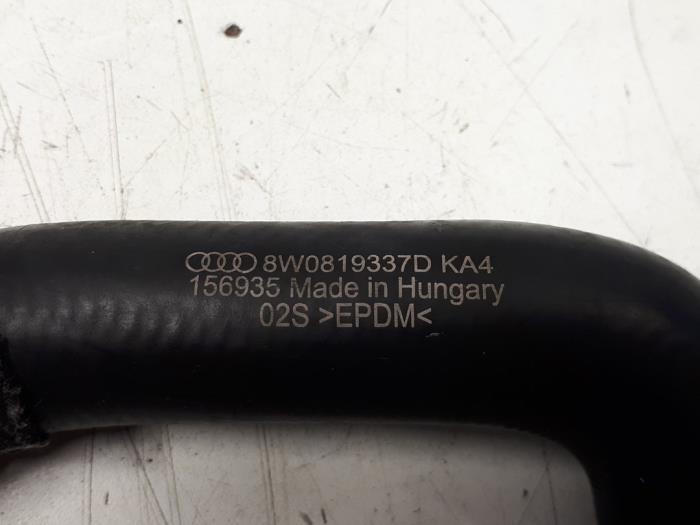 8W0819337D KA4
156935 Made in Hungary
02S >EPDM<